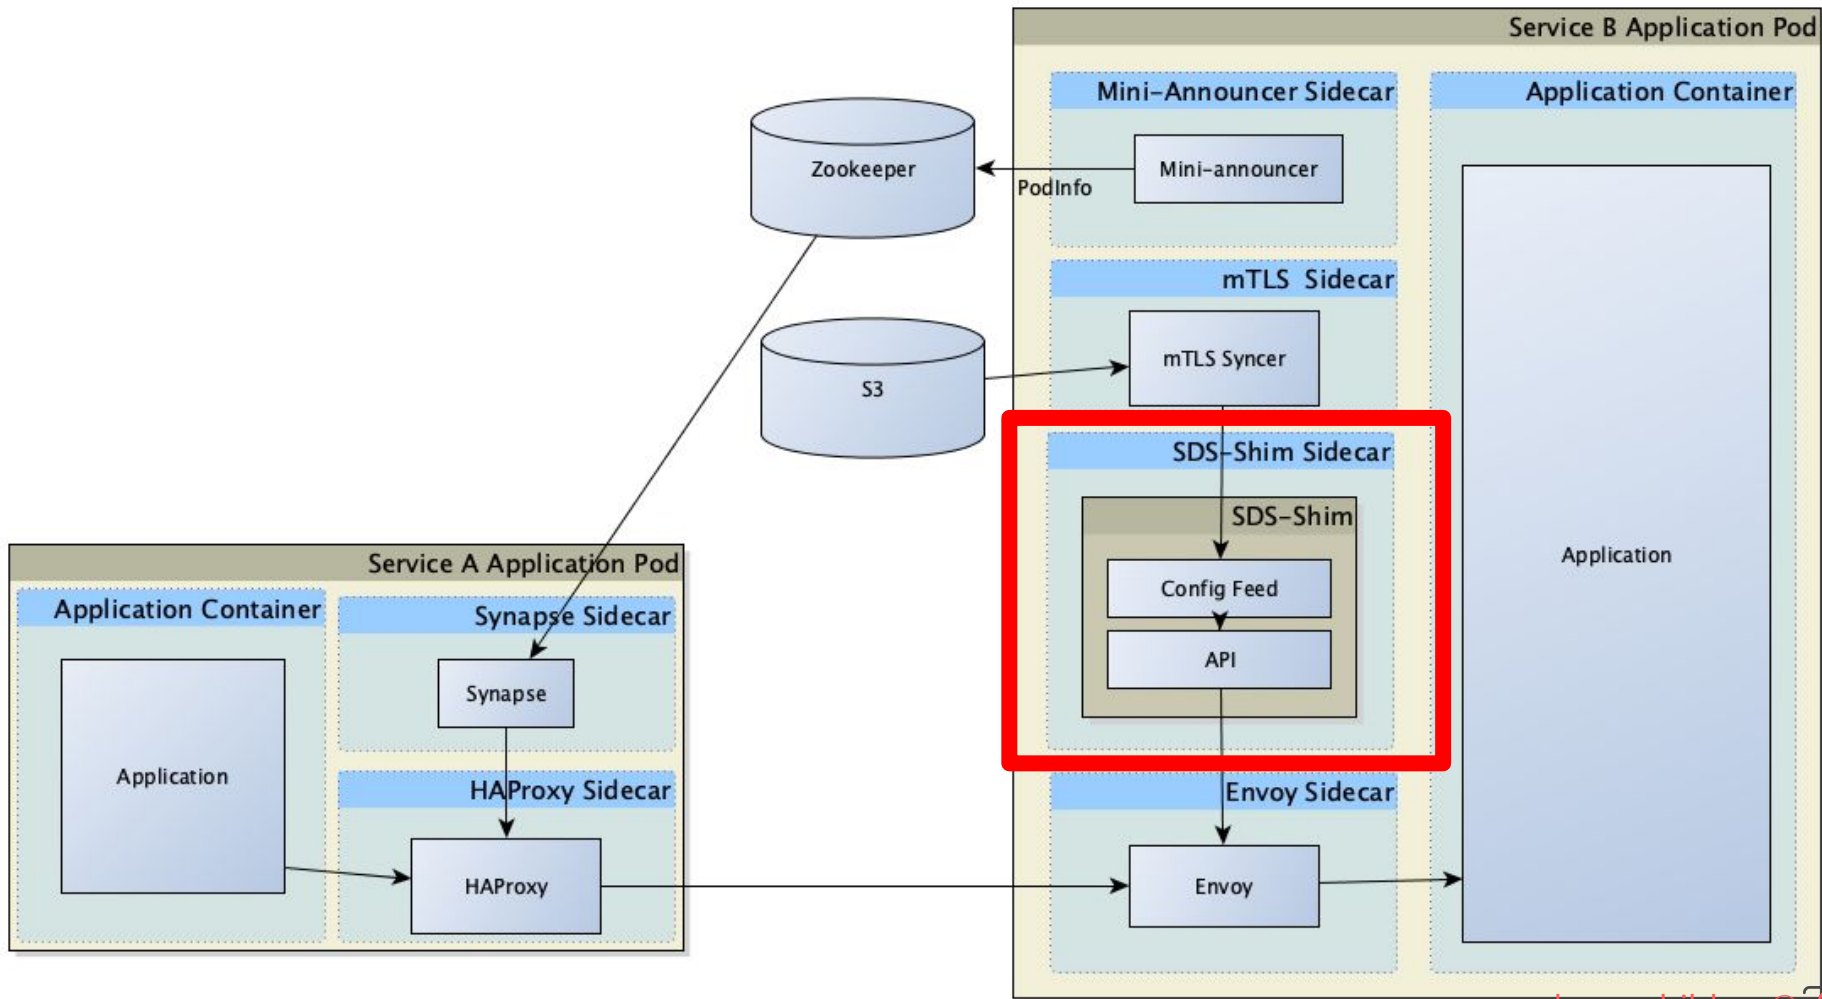 Service B Application Pod
Mini-Announcer Sidecar
Application Container
Zookeeper
PodInfo
Mini-announcer
mTLS  Sidecar
S3
mTLS Syncer
SDS-Shim Sidecar
SDS-Shim
Config Feed
API
Application
Service A Application Pod
Application Container
Synapse Sidecar
Synapse
Application
HAProxy Sidecar
HAProxy
Envoy Sidecar
Envoy